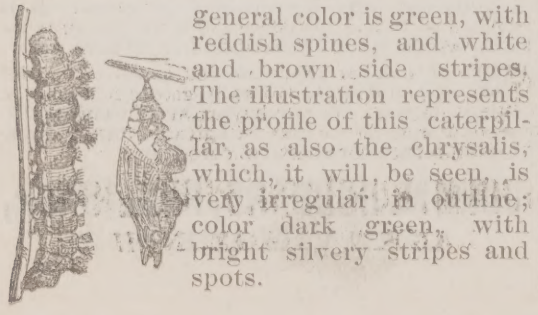 general color is green, with
reddish spines, and white
and brown side stripes.
The illustration represents
the profile of this caterpil-
lar, as also the chrysalis,
which, it will be seen, is
very irregular in outline;
color dark green, with
bright silvery stripes and
spots.